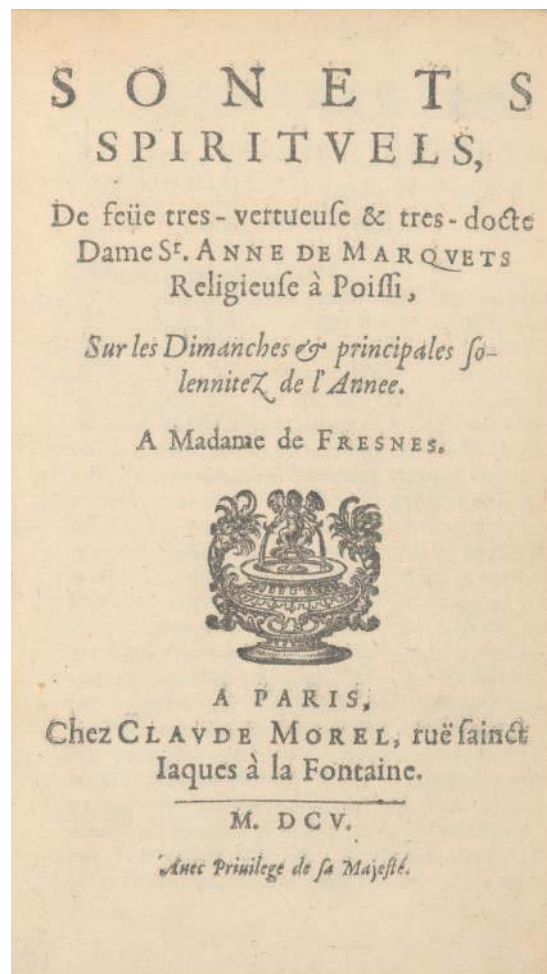 SONETS
SPIRITVELS,
De feüe tres-vertueuſe & tres-docte
Dame Sr. ANNE DE MARQVETS
Religieuſe à Poiſſi,
Sur les Dimanches & principales ſo-
lennitez de l'Annee.
A Madame de FRESNES.
A PARIS,
Chez CLAVDE MOREL, ruë ſainct
Iaques à la Fontaine.
M. DCV.
Auec Priuilege de ſa Majeſté.